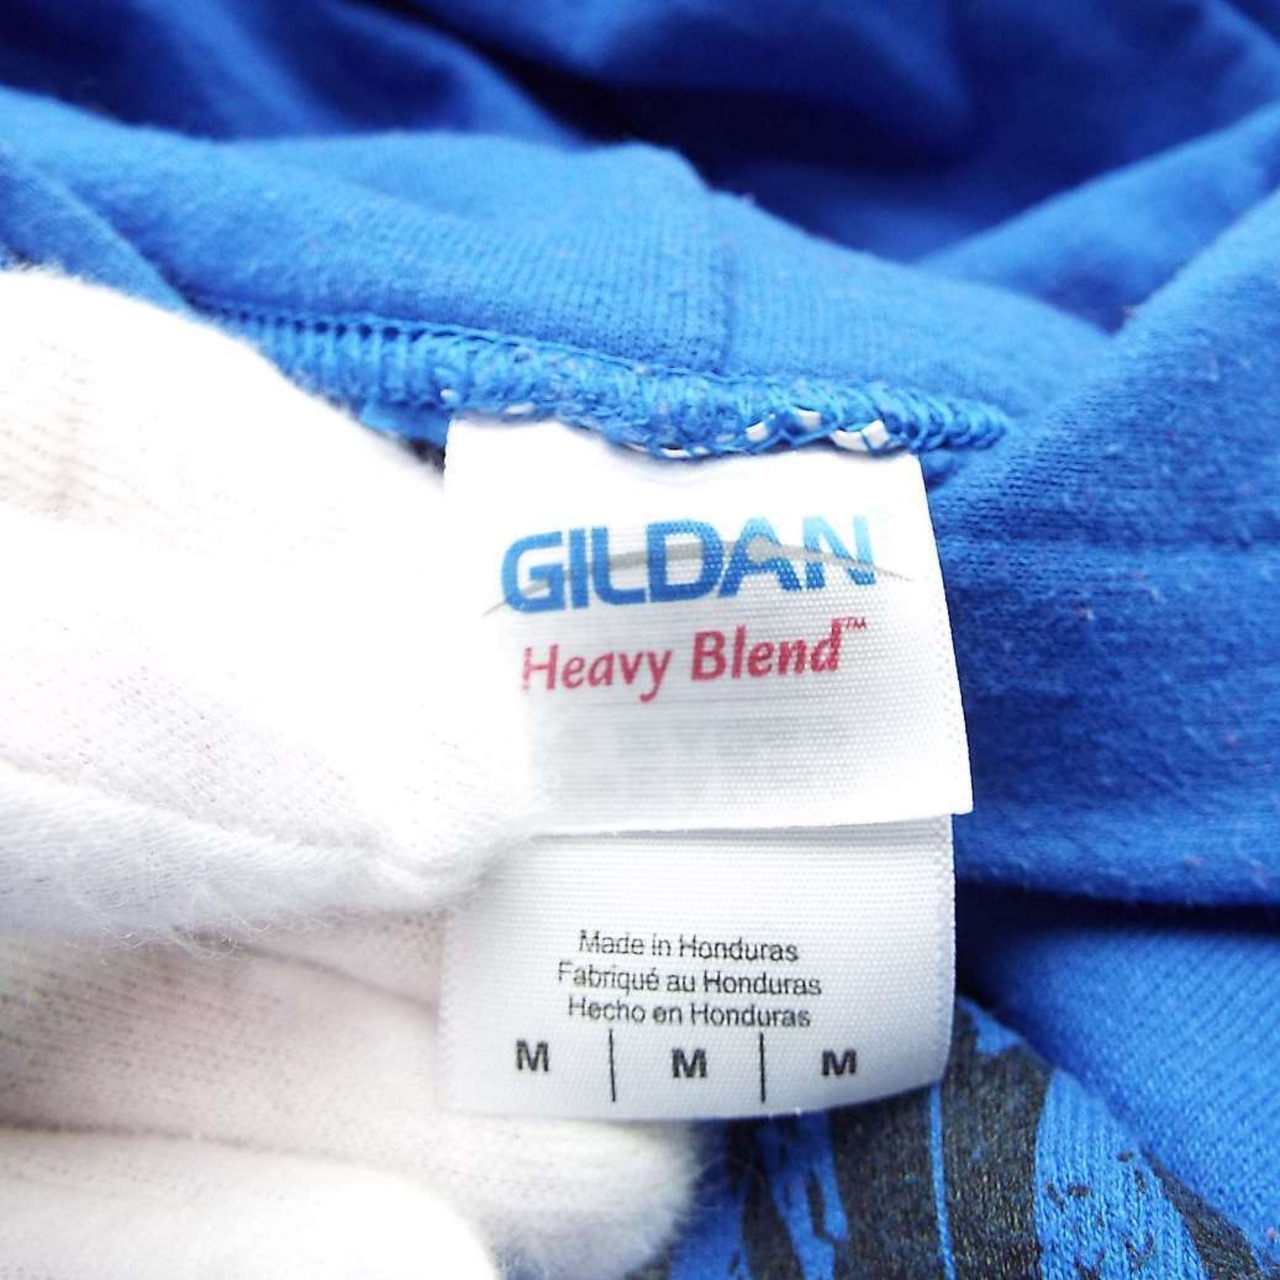 GILDAN
Heavy Blend™
Made in Honduras
Fabriqué au Honduras
Hecho en Honduras
M | M | M